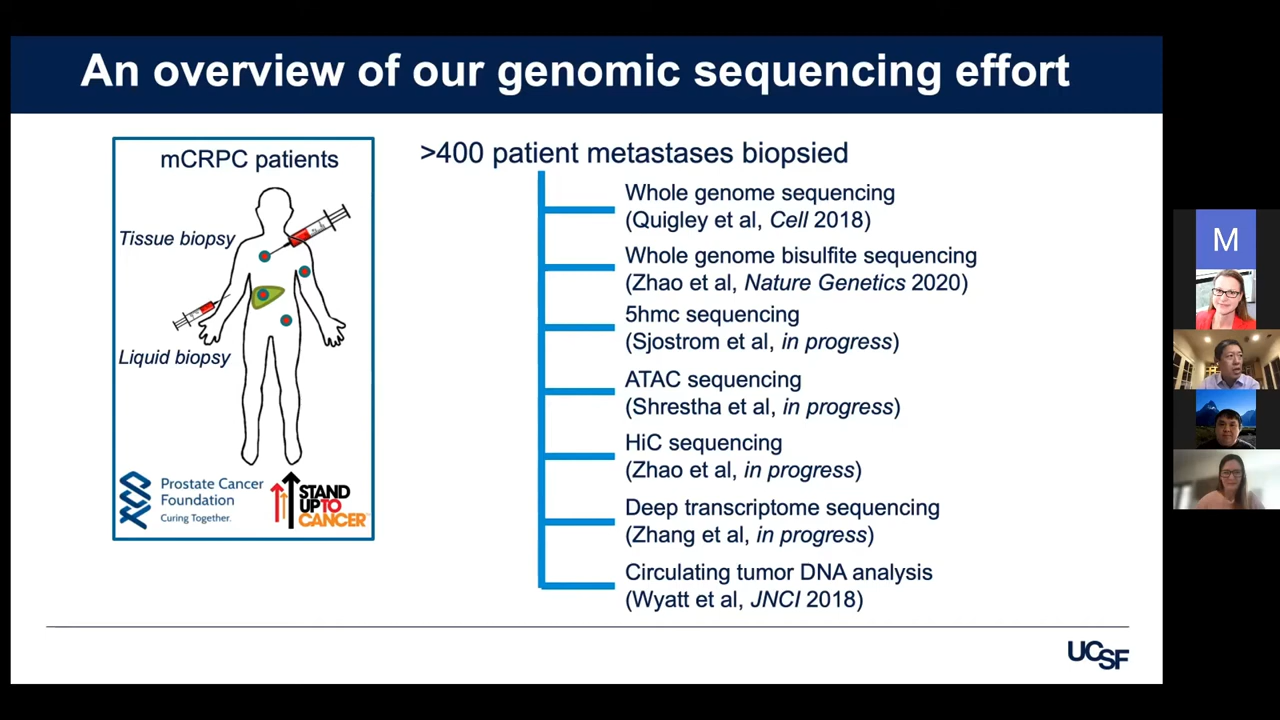 An overview of our genomic sequencing effort
mCRPC patients
Tissue biopsy
Liquid biopsy
Prostate Cancer
Foundation
Curing Together.
STAND
UP TO
CANCER
>400 patient metastases biopsied
Whole genome sequencing
(Quigley et al, Cell 2018)
Whole genome bisulfite sequencing
(Zhao et al, Nature Genetics 2020)
5hmc sequencing
(Sjostrom et al, in progress)
ATAC sequencing
(Shrestha et al, in progress)
HiC sequencing
(Zhao et al, in progress)
Deep transcriptome sequencing
(Zhang et al, in progress)
Circulating tumor DNA analysis
(Wyatt et al, JNCI 2018)
UCSF
M